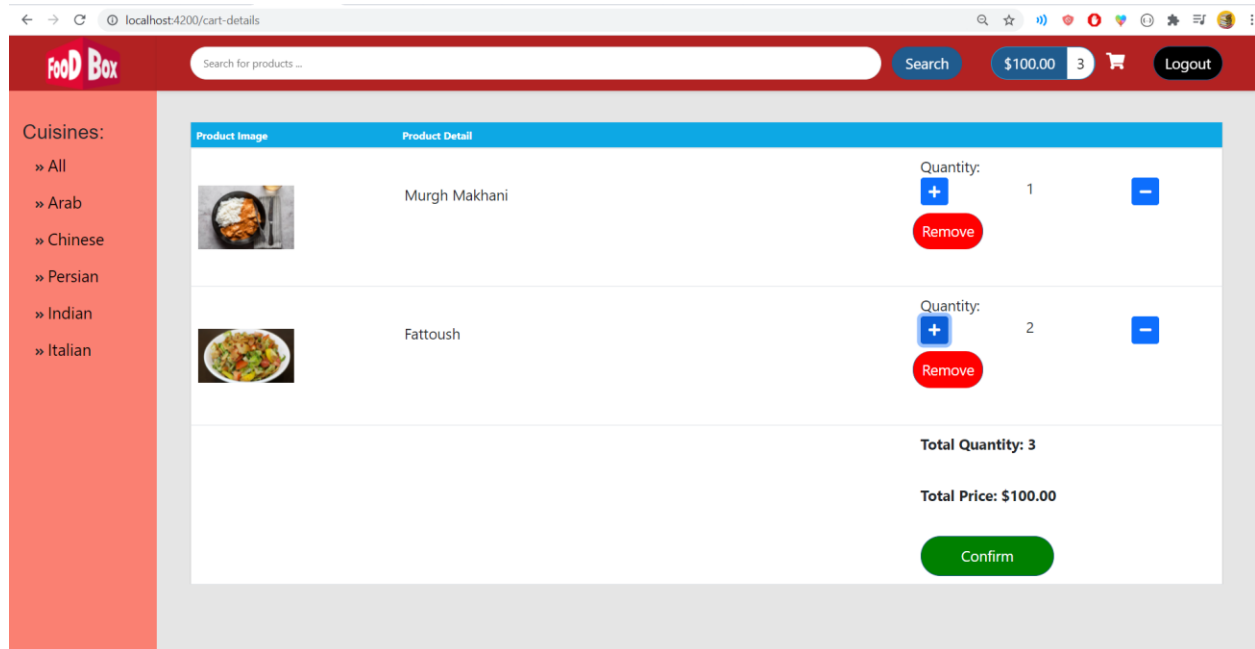 localhost:4200/cart-details
FooD Box
Search for products ...
Search
$100.00 3
Logout
Cuisines:
» All
» Arab
» Chinese
» Persian
» Indian
» Italian
Product Image Product Detail
Murgh Makhani
Quantity:
+ 1 −
Remove
Fattoush
Quantity:
+ 2 −
Remove
Total Quantity: 3
Total Price: $100.00
Confirm